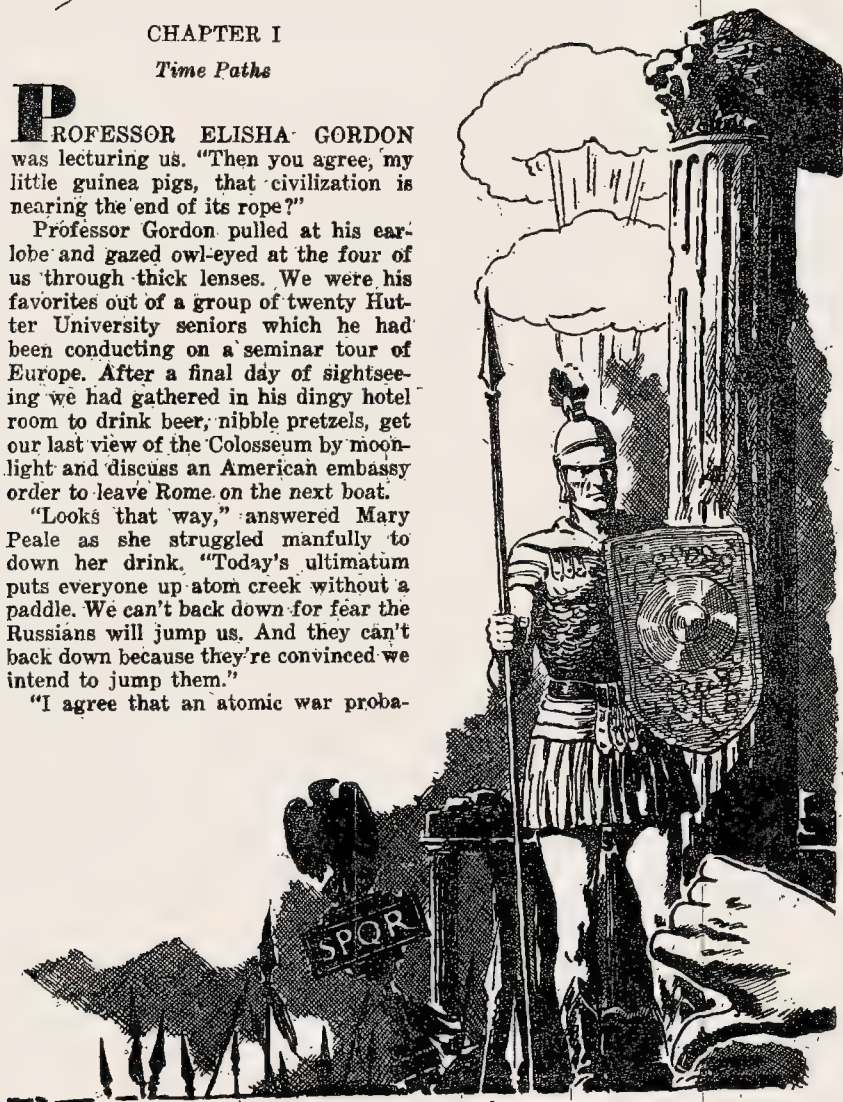 CHAPTER I
Time Paths
PROFESSOR ELISHA GORDON
was lecturing us. "Then you agree, my
little guinea pigs, that civilization is
nearing the end of its rope?"
Professor Gordon pulled at his ear-
lobe and gazed owl-eyed at the four of
us through thick lenses. We were his
favorites out of a group of twenty Hut-
ter University seniors which he had
been conducting on a seminar tour of
Europe. After a final day of sightsee-
ing we had gathered in his dingy hotel
room to drink beer, nibble pretzels, get
our last view of the Colosseum by moon-
light and discuss an American embassy
order to leave Rome on the next boat.
"Looks that way," answered Mary
Peale as she struggled manfully to
down her drink. "Today's ultimatum
puts everyone up atom creek without a
paddle. We can't back down for fear the
Russians will jump us. And they can't
back down because they're convinced we
intend to jump them."
"I agree that an atomic war proba-
SPQR